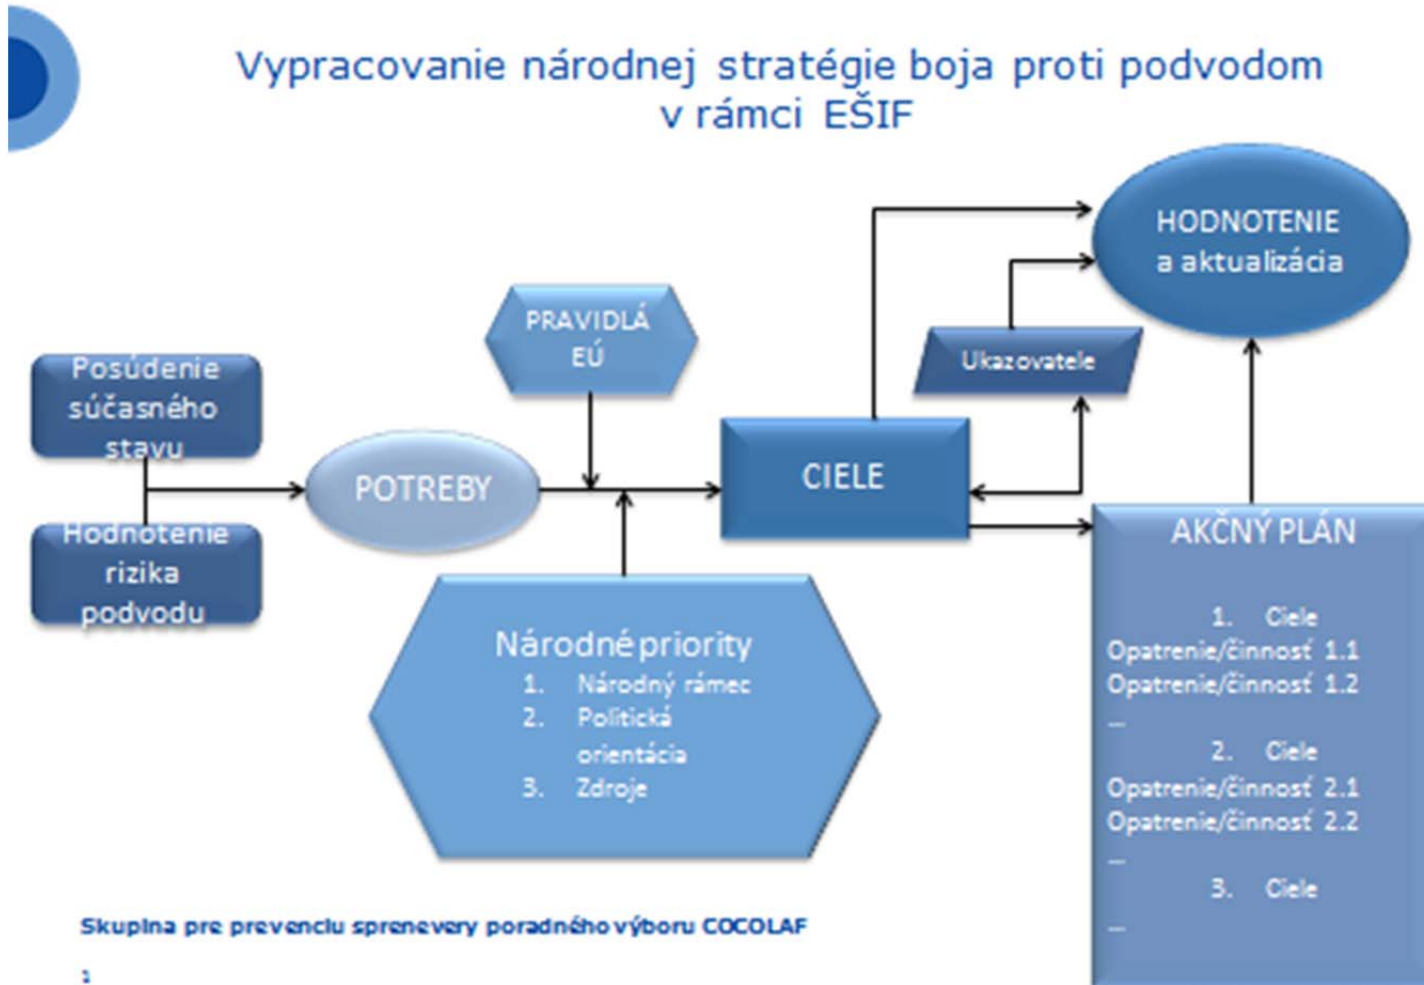 Vypracovanie národnej stratégie boja proti podvodom
v rámci EŠIF
HODNOTENIE
a aktualizácia
PRAVIDLÁ
EÚ
Ukazovatele
Posúdenie
súčasného
stavu
POTREBY
CIELE
Hodnotenie
rizika
podvodu
AKČNÝ PLÁN
1. Ciele
Opatrenie/činnosť 1.1
Opatrenie/činnosť 1.2
...
2. Ciele
Opatrenie/činnosť 2.1
Opatrenie/činnosť 2.2
...
3. Ciele
...
Národné priority
1. Národný rámec
2. Politická
orientácia
3. Zdroje
Skupina pre prevenciu sprenevery poradného výboru COCOLAF